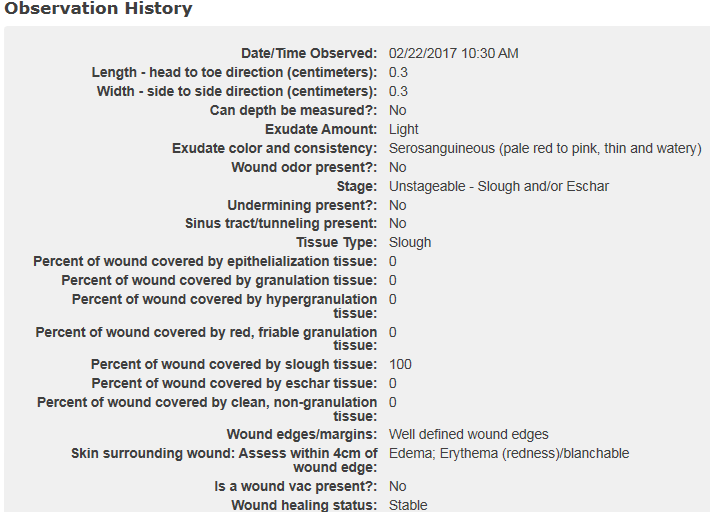 Observation History
Date/Time Observed: 02/22/2017 10:30 AM
Length - head to toe direction (centimeters): 0.3
Width - side to side direction (centimeters): 0.3
Can depth be measured?: No
Exudate Amount: Light
Exudate color and consistency: Serosanguineous (pale red to pink, thin and watery)
Wound odor present?: No
Stage: Unstageable - Slough and/or Eschar
Undermining present?: No
Sinus tract/tunneling present: No
Tissue Type: Slough
Percent of wound covered by epithelialization tissue: 0
Percent of wound covered by granulation tissue: 0
Percent of wound covered by hypergranulation 0
tissue:
Percent of wound covered by red, friable granulation 0
tissue:
Percent of wound covered by slough tissue: 100
Percent of wound covered by eschar tissue: 0
Percent of wound covered by clean, non-granulation 0
tissue:
Wound edges/margins: Well defined wound edges
Skin surrounding wound: Assess within 4cm of Edema; Erythema (redness)/blanchable
wound edge:
Is a wound vac present?: No
Wound healing status: Stable